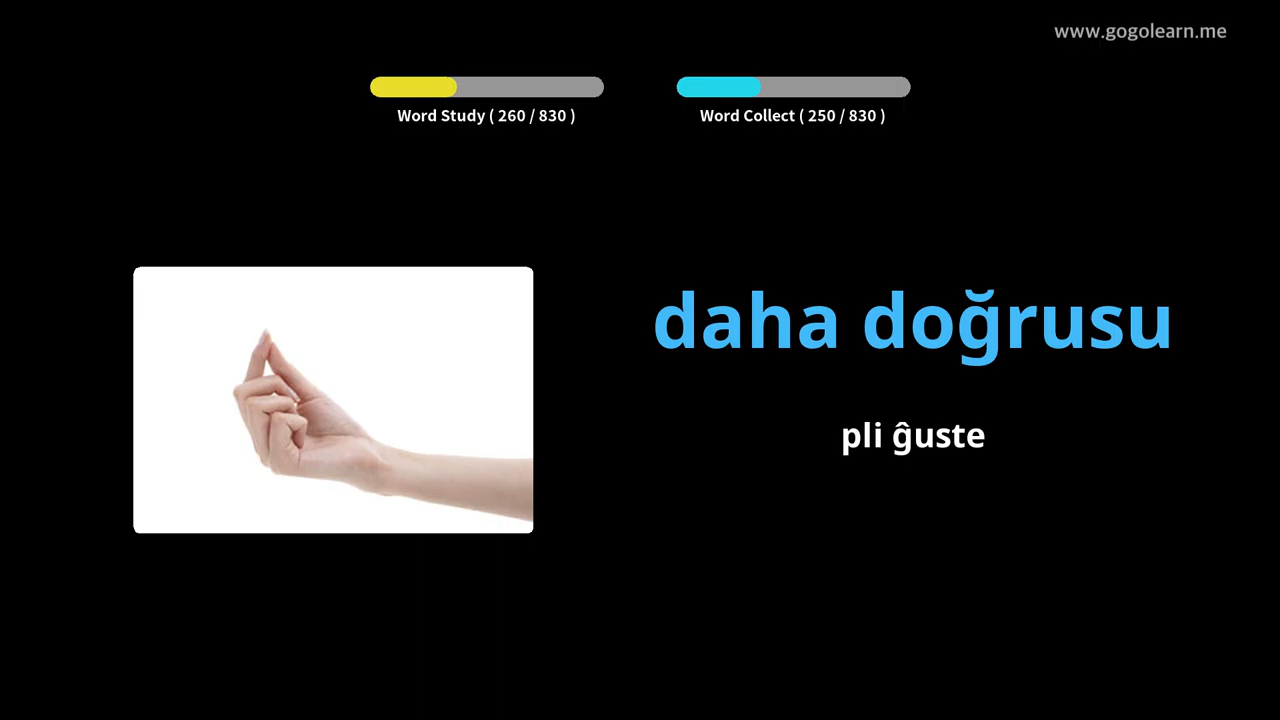 www.gogolearn.me
Word Study ( 260 / 830 )
Word Collect ( 250 / 830 )
daha doğrusu
pli ĝuste